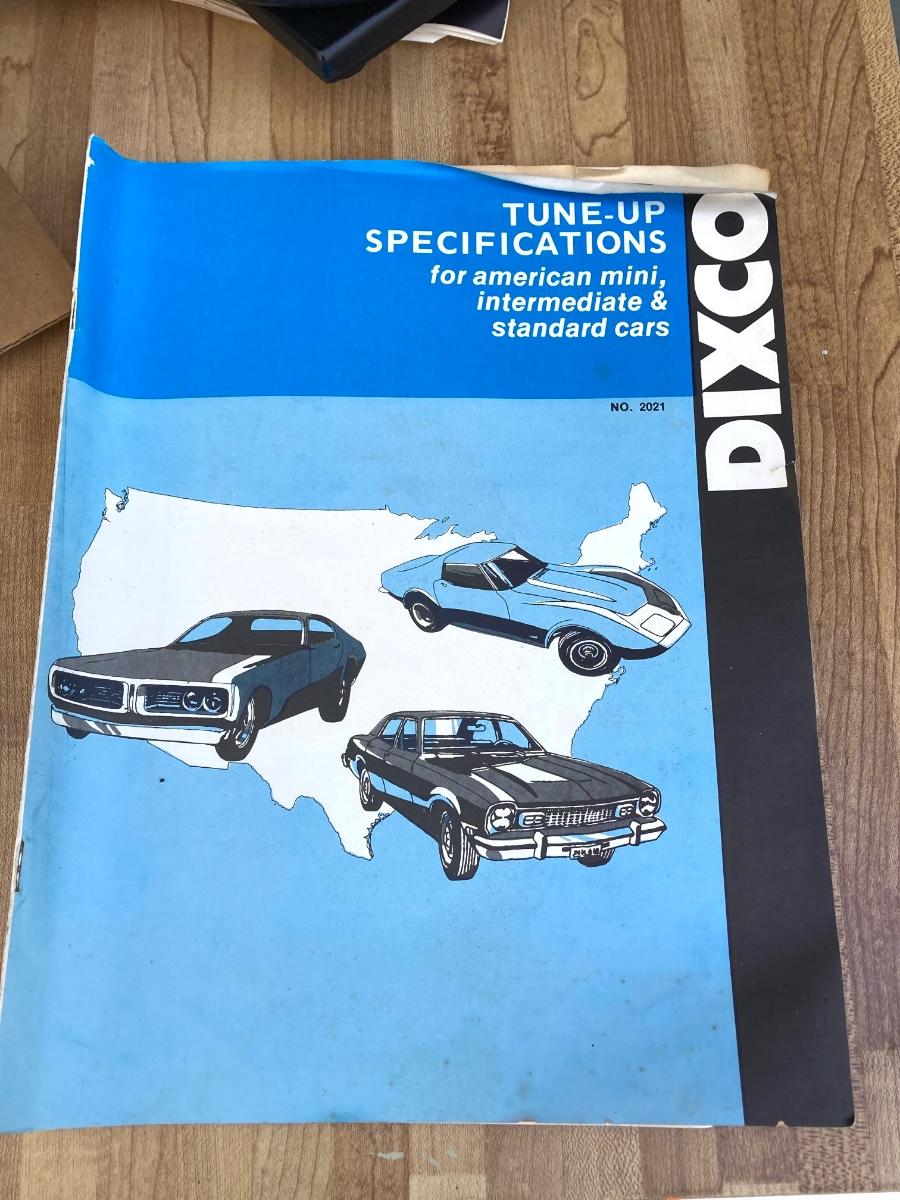 TUNE-UP
SPECIFICATIONS
for american mini,
intermediate &
standard cars
NO. 2021
DIXCO